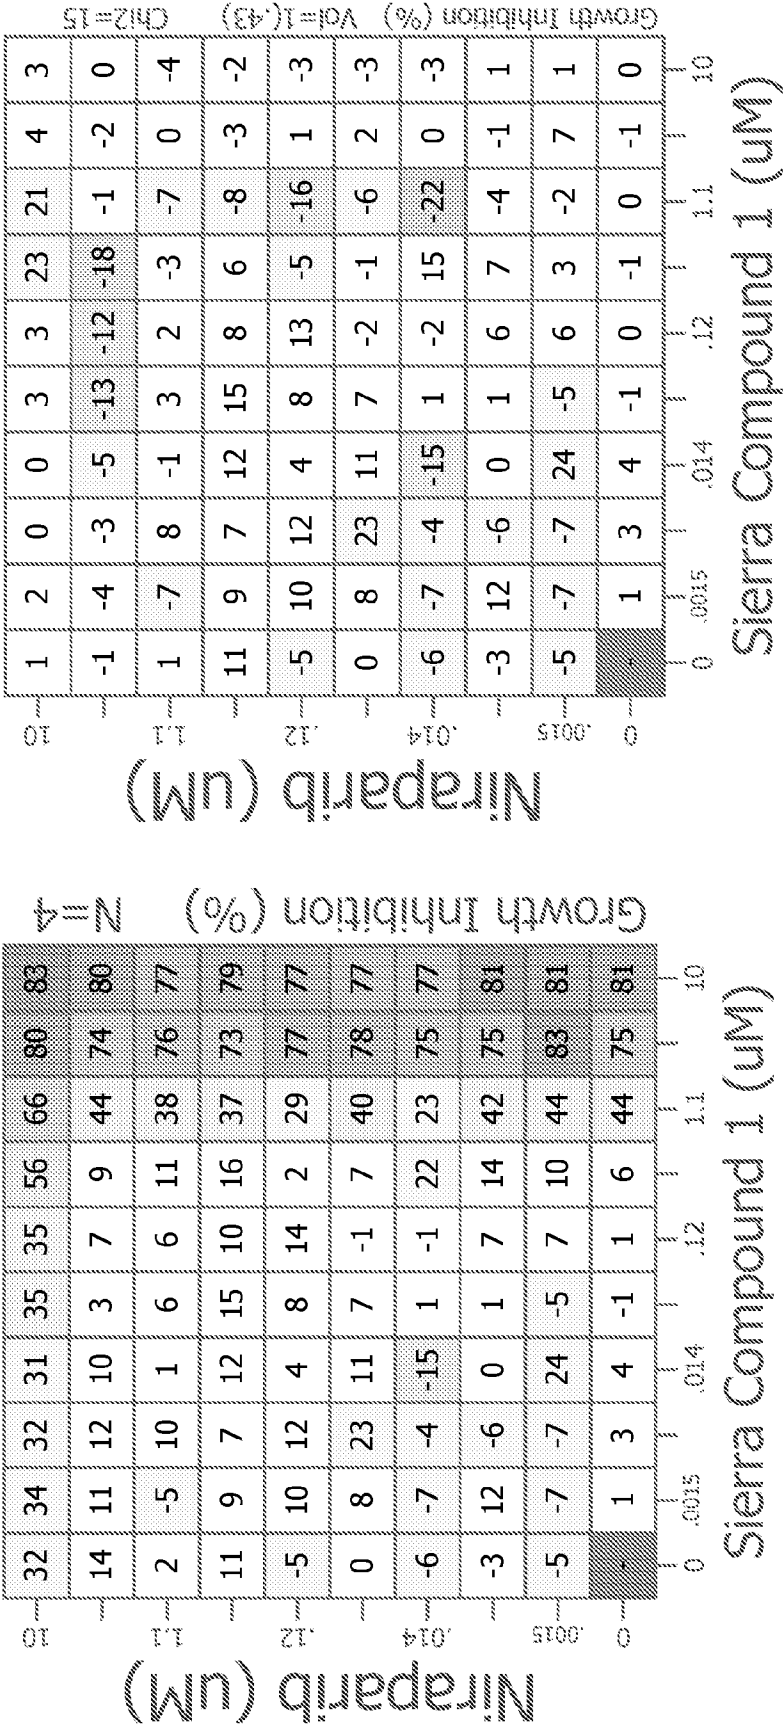 Niraparib (uM)
10 32 34 32 31 35 35 56 66 80 83
14 11 12 10 3 7 9 44 74 80
1.1 2 -5 10 1 6 6 11 38 76 77
11 9 7 12 15 10 16 37 73 79
.12 -5 10 12 4 8 14 2 29 77 77
0 8 23 11 7 -1 7 40 78 77
.014 -6 -7 -4 -15 1 -1 22 23 75 77
-3 12 -6 0 1 7 14 42 75 81
.0015 -5 -7 -7 24 -5 7 10 44 83 81
0 - 1 3 4 -1 1 6 44 75 81
0 .0015 .014 .12 1.1 10
Sierra Compound 1 (uM)
Growth Inhibition (%) N=4
Niraparib (uM)
10 1 2 0 0 3 3 23 21 4 3
-1 -4 -3 -5 -13 -12 -18 -1 -2 0
1.1 1 -7 8 -1 3 2 -3 -7 0 -4
11 9 7 12 15 8 6 -8 -3 -2
.12 -5 10 12 4 8 13 -5 -16 1 -3
0 8 23 11 7 -2 -1 -6 2 -3
.014 -6 -7 -4 -15 1 -2 15 -22 0 -3
-3 12 -6 0 1 6 7 -4 -1 1
.0015 -5 -7 -7 24 -5 6 3 -2 7 1
0 - 1 3 4 -1 0 -1 0 -1 0
0 .0015 .014 .12 1.1 10
Sierra Compound 1 (uM)
Growth Inhibition (%) Vol=1(.43) Chi2=15